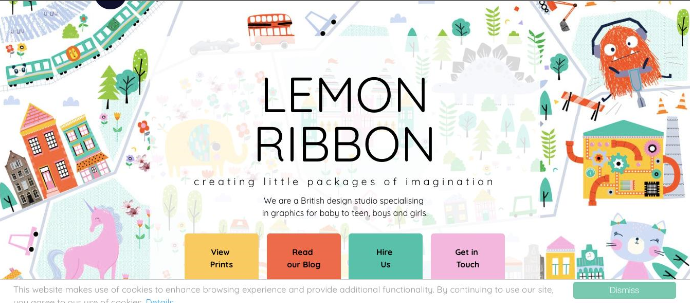 LEMON
RIBBON
creating little packages of imagination
We are a British design studio specialising
in graphics for baby to teen, boys and girls
View
Prints
Read
our Blog
Hire
Us
Get in
Touch
This website makes use of cookies to enhance browsing experience and provide additional functionality. By continuing to use our site,
you agree to our use of cookies. Details
Dismiss